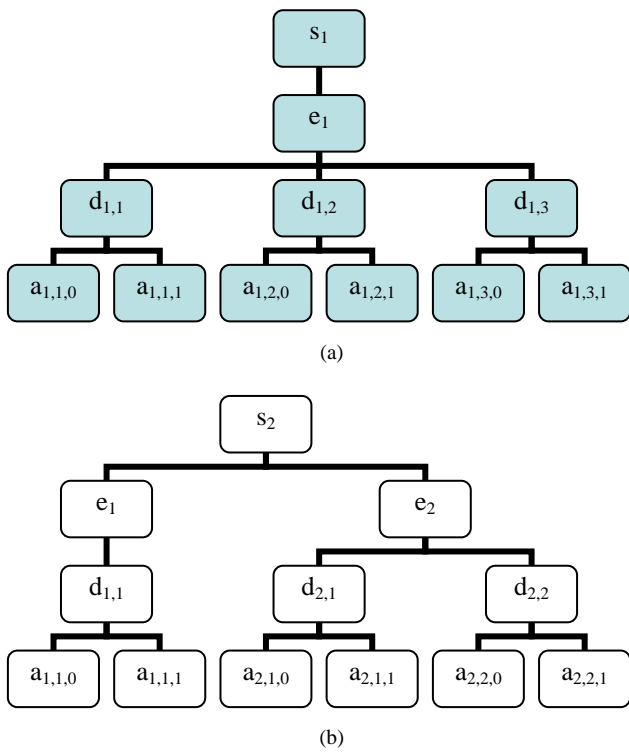 s₁
e₁
d₁,₁ d₁,₂ d₁,₃
a₁,₁,₀ a₁,₁,₁ a₁,₂,₀ a₁,₂,₁ a₁,₃,₀ a₁,₃,₁
(a)
s₂
e₁ e₂
d₁,₁ d₂,₁ d₂,₂
a₁,₁,₀ a₁,₁,₁ a₂,₁,₀ a₂,₁,₁ a₂,₂,₀ a₂,₂,₁
(b)